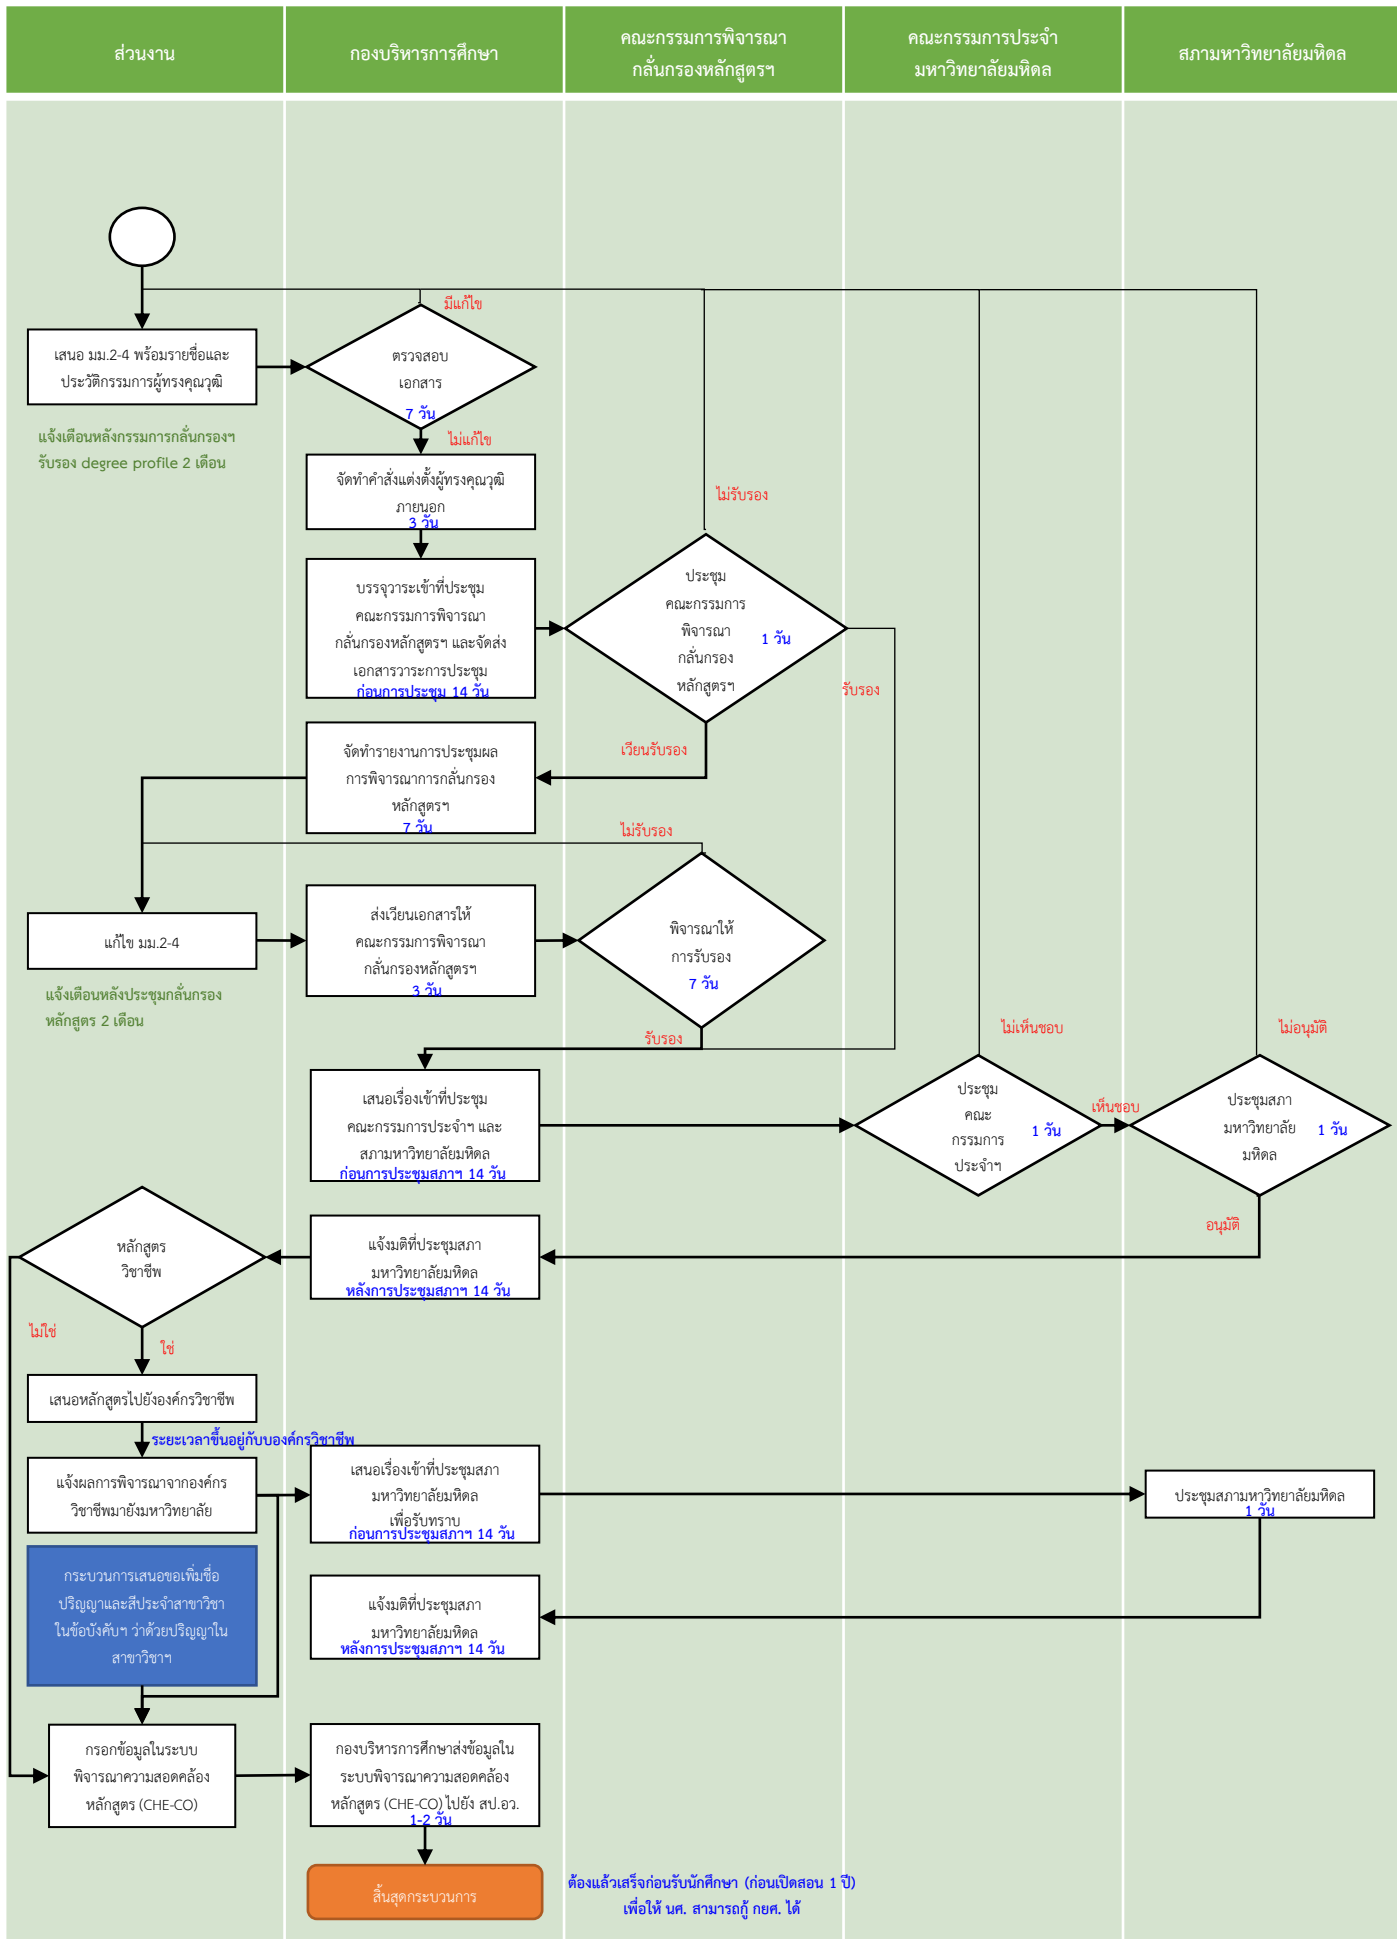 ส่วนงาน
กองบริหารการศึกษา
คณะกรรมการพิจารณา
กลั่นกรองหลักสูตรฯ
คณะกรรมการประจำ
มหาวิทยาลัยมหิดล
สภามหาวิทยาลัยมหิดล
มีแก้ไข
เสนอ มม.2-4 พร้อมรายชื่อและ
ประวัติกรรมการผู้ทรงคุณวุฒิ
ตรวจสอบ
เอกสาร
7 วัน
แจ้งเตือนหลังกรรมการกลั่นกรองฯ
รับรอง degree profile 2 เดือน
ไม่แก้ไข
จัดทำคำสั่งแต่งตั้งผู้ทรงคุณวุฒิ
ภายนอก
3 วัน
ไม่รับรอง
บรรจุวาระเข้าที่ประชุม
คณะกรรมการพิจารณา
กลั่นกรองหลักสูตรฯ และจัดส่ง
เอกสารวาระการประชุม
ก่อนการประชุม 14 วัน
ประชุม
คณะกรรมการ
พิจารณา
กลั่นกรอง
หลักสูตรฯ
1 วัน
รับรอง
เวียนรับรอง
จัดทำรายงานการประชุมผล
การพิจารณาการกลั่นกรอง
หลักสูตรฯ
7 วัน
ไม่รับรอง
แก้ไข มม.2-4
ส่งเวียนเอกสารให้
คณะกรรมการพิจารณา
กลั่นกรองหลักสูตรฯ
3 วัน
พิจารณาให้
การรับรอง
7 วัน
แจ้งเตือนหลังประชุมกลั่นกรอง
หลักสูตร 2 เดือน
รับรอง
ไม่เห็นชอบ
ไม่อนุมัติ
เสนอเรื่องเข้าที่ประชุม
คณะกรรมการประจำฯ และ
สภามหาวิทยาลัยมหิดล
ก่อนการประชุมสภาฯ 14 วัน
ประชุม
คณะ
กรรมการ
ประจำฯ
1 วัน
เห็นชอบ
ประชุมสภา
มหาวิทยาลัย
มหิดล
1 วัน
อนุมัติ
หลักสูตร
วิชาชีพ
แจ้งมติที่ประชุมสภา
มหาวิทยาลัยมหิดล
หลังการประชุมสภาฯ 14 วัน
ไม่ใช่
ใช่
เสนอหลักสูตรไปยังองค์กรวิชาชีพ
ระยะเวลาขึ้นอยู่กับบองค์กรวิชาชีพ
แจ้งผลการพิจารณาจากองค์กร
วิชาชีพมายังมหาวิทยาลัย
เสนอเรื่องเข้าที่ประชุมสภา
มหาวิทยาลัยมหิดล
เพื่อรับทราบ
ก่อนการประชุมสภาฯ 14 วัน
ประชุมสภามหาวิทยาลัยมหิดล
1 วัน
กระบวนการเสนอขอเพิ่มชื่อ
ปริญญาและสีประจำสาขาวิชา
ในข้อบังคับฯ ว่าด้วยปริญญาใน
สาขาวิชาฯ
แจ้งมติที่ประชุมสภา
มหาวิทยาลัยมหิดล
หลังการประชุมสภาฯ 14 วัน
กรอกข้อมูลในระบบ
พิจารณาความสอดคล้อง
หลักสูตร (CHE-CO)
กองบริหารการศึกษาส่งข้อมูลใน
ระบบพิจารณาความสอดคล้อง
หลักสูตร (CHE-CO) ไปยัง สป.อว.
1-2 วัน
สิ้นสุดกระบวนการ
ต้องแล้วเสร็จก่อนรับนักศึกษา (ก่อนเปิดสอน 1 ปี)
เพื่อให้ นศ. สามารถกู้ กยศ. ได้